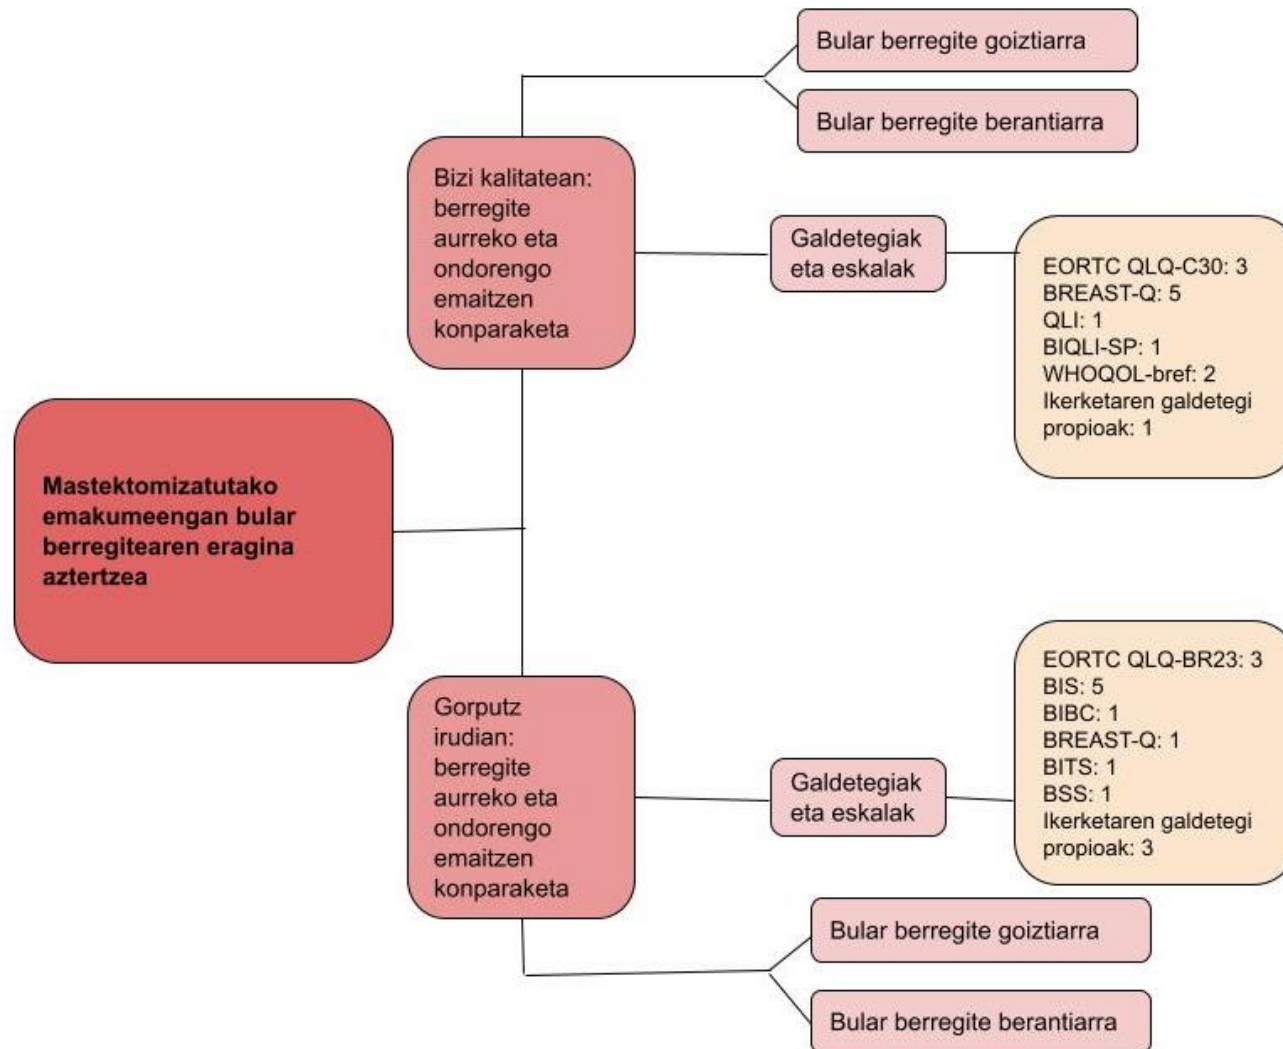 Bular berregite goiztiarra
Bular berregite berantiarra
Bizi kalitatean:
berregite
aurreko eta
ondorengo
emaitzen
konparaketa
Galdetegiak
eta eskalak
EORTC QLQ-C30: 3
BREAST-Q: 5
QLI: 1
BIQLI-SP: 1
WHOQOL-bref: 2
Ikerketaren galdetegi
propioak: 1
Mastektomizatutako
emakumeengan bular
berregitearen eragina
aztertzea
Gorputz
irudian:
berregite
aurreko eta
ondorengo
emaitzen
konparaketa
Galdetegiak
eta eskalak
EORTC QLQ-BR23: 3
BIS: 5
BIBC: 1
BREAST-Q: 1
BITS: 1
BSS: 1
Ikerketaren galdetegi
propioak: 3
Bular berregite goiztiarra
Bular berregite berantiarra